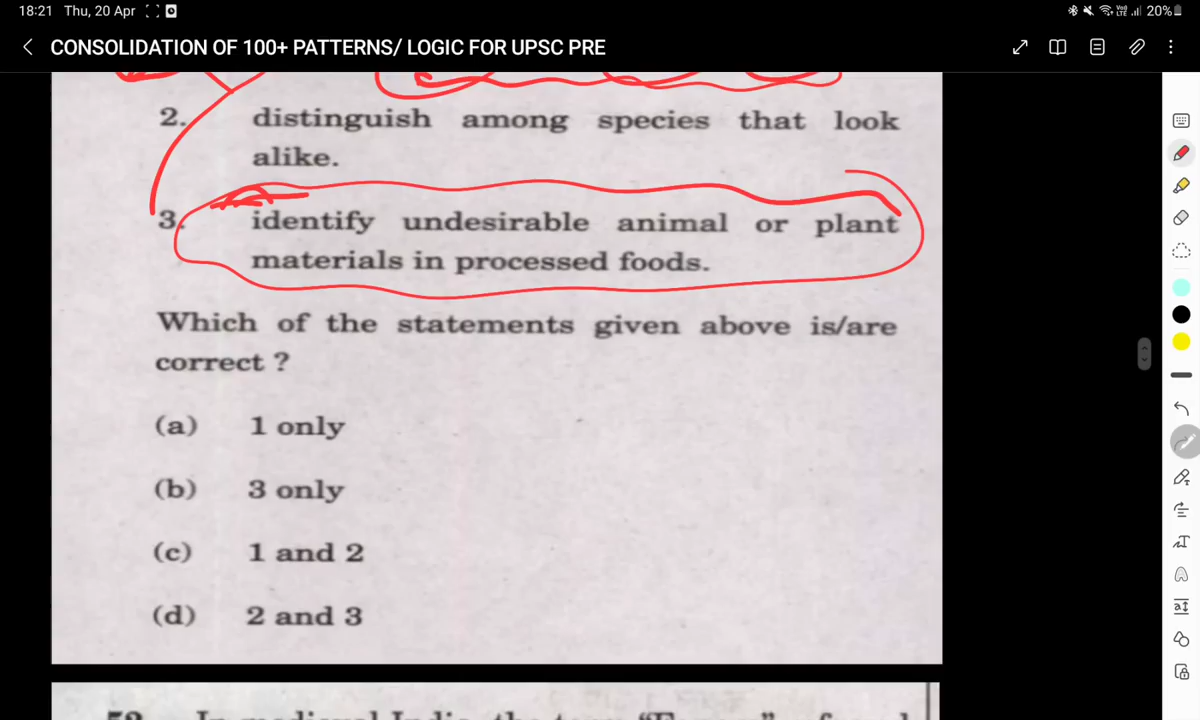 18:21 Thu, 20 Apr
20%
CONSOLIDATION OF 100+ PATTERNS/ LOGIC FOR UPSC PRE
2. distinguish among species that look
alike.
3. identify undesirable animal or plant
materials in processed foods.
Which of the statements given above is/are
correct ?
(a) 1 only
(b) 3 only
(c) 1 and 2
(d) 2 and 3